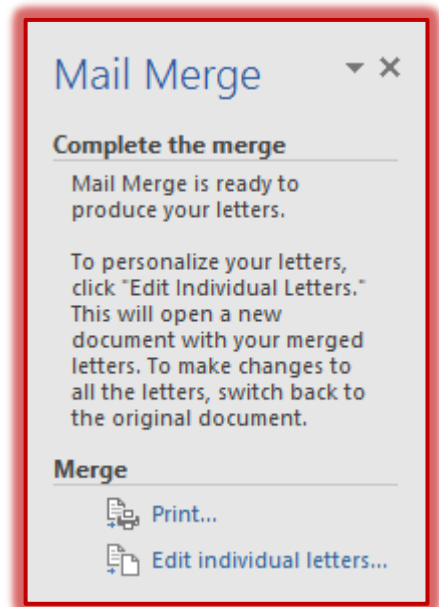 Mail Merge
Complete the merge
Mail Merge is ready to
produce your letters.
To personalize your letters,
click "Edit Individual Letters."
This will open a new
document with your merged
letters. To make changes to
all the letters, switch back to
the original document.
Merge
Print...
Edit individual letters...